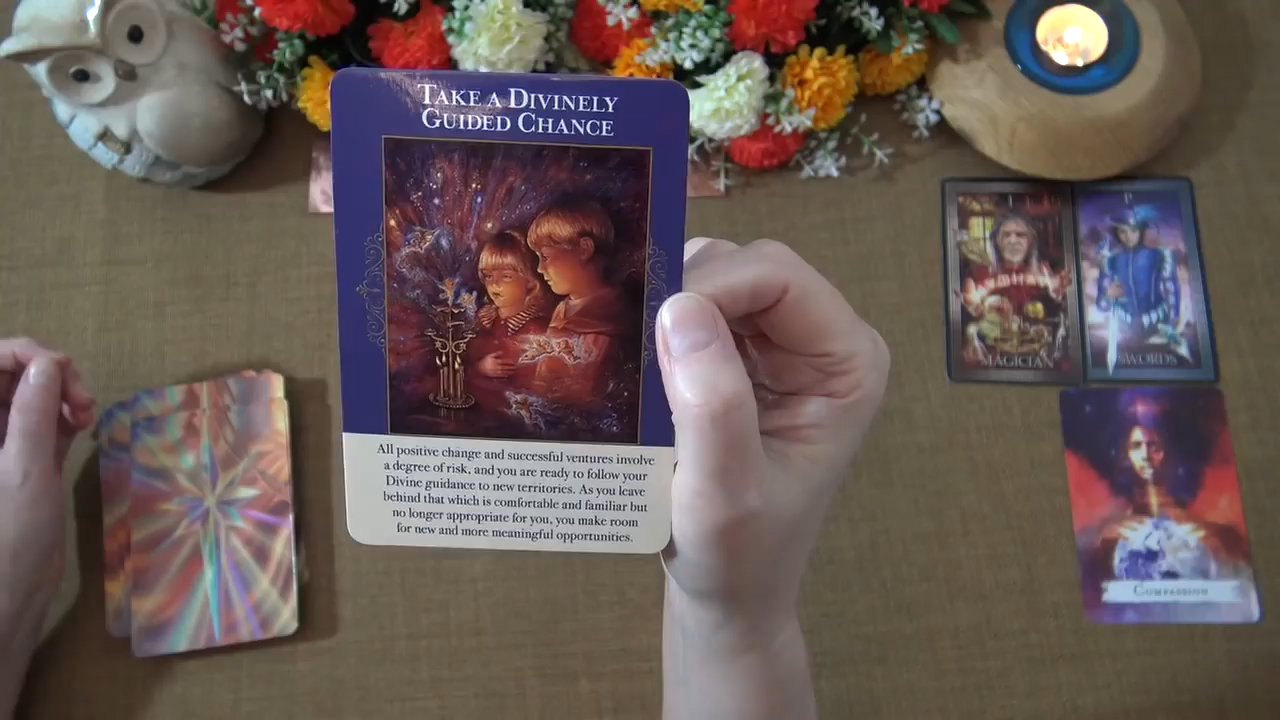 TAKE A DIVINELY
GUIDED CHANCE
All positive change and successful ventures involve
a degree of risk, and you are ready to follow your
Divine guidance to new territories. As you leave
behind that which is comfortable and familiar but
no longer appropriate for you, you make room
for new and more meaningful opportunities.
I
P
MAGICIAN
SWORDS
COMPASSION